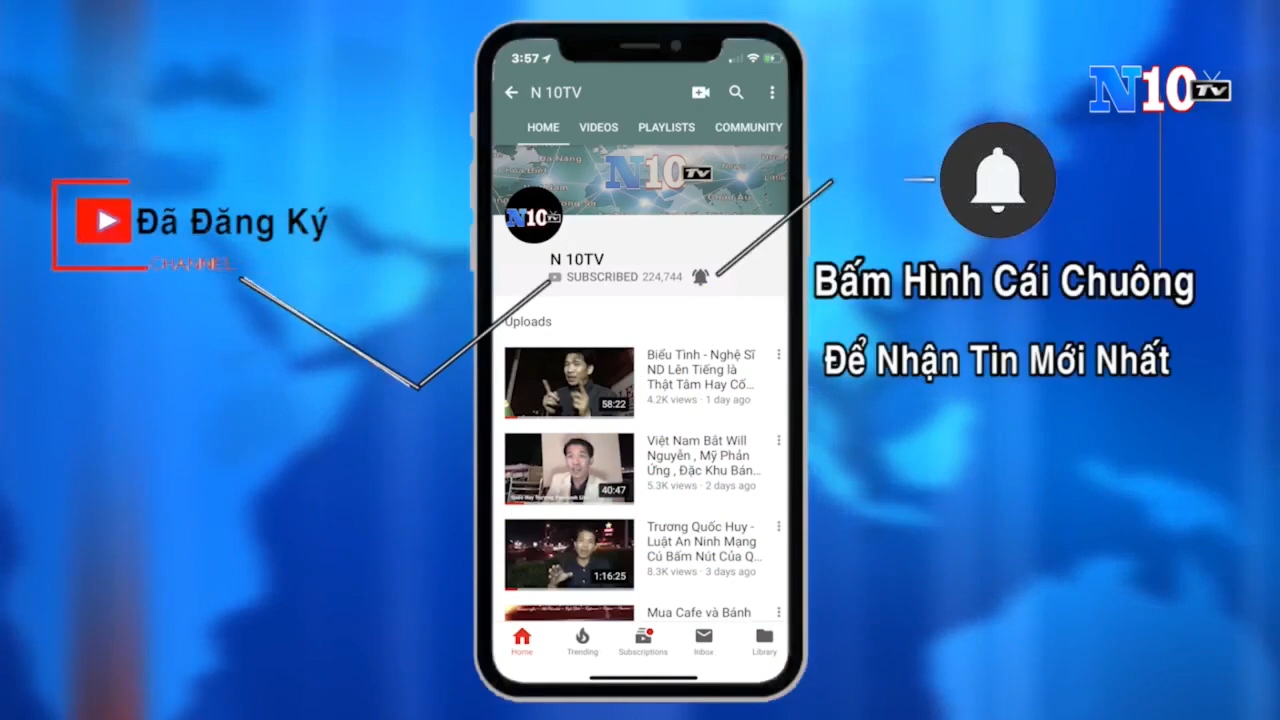 3:57
N 10TV
HOME VIDEOS PLAYLISTS COMMUNITY
N10 TV
Đà Nẵng
N10 TV
N 10TV
SUBSCRIBED 224,744
Uploads
Biểu Tình - Nghệ Sĩ
ND Lên Tiếng là
Thật Tâm Hay Cố...
4.2K views · 1 day ago
58:22
Việt Nam Bắt Will
Nguyên , Mỹ Phản
Ứng , Đặc Khu Bán...
5.3K views · 2 days ago
40:47
Trương Quốc Huy -
Luật An Ninh Mạng
Cú Bấm Nút Của Q...
8.3K views · 3 days ago
1:16:25
Mua Cafe và Bánh
Home Trending Subscriptions Inbox Library
Đã Đăng Ký
CHANNEL
N10 TV
Bấm Hình Cái Chuông
Để Nhận Tin Mới Nhất